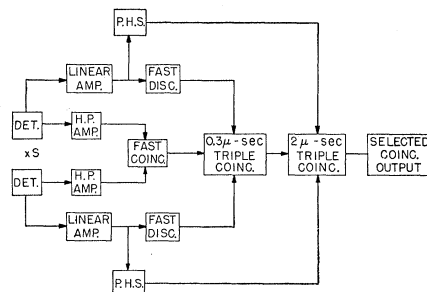 P.H.S.
LINEAR
AMP.
FAST
DISC.
DET.
H.P.
AMP.
x S
FAST
COINC.
0.3μ-sec
TRIPLE
COINC.
2μ-sec
TRIPLE
COINC.
SELECTED
COINC.
OUTPUT
DET.
H.P.
AMP.
LINEAR
AMP.
FAST
DISC.
P.H.S.